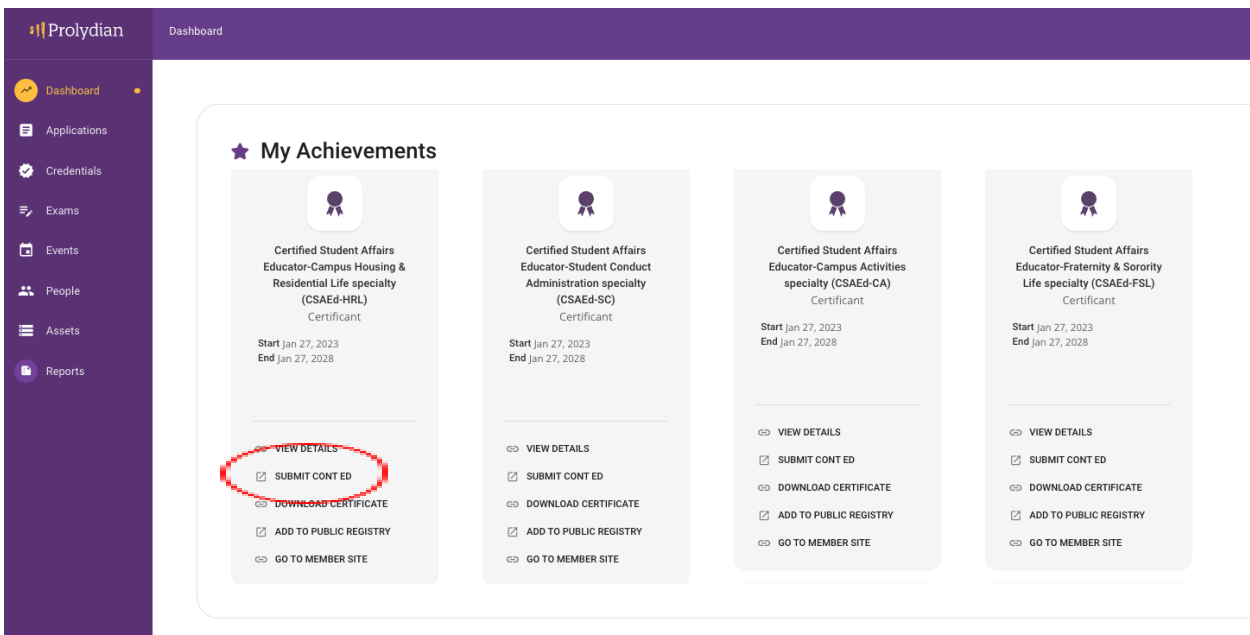 Prolydian
Dashboard
Dashboard
Applications
Credentials
Exams
Events
People
Assets
Reports
My Achievements
Certified Student Affairs
Educator-Campus Housing &
Residential Life specialty
(CSAEd-HRL)
Certificant
Start Jan 27, 2023
End Jan 27, 2028
VIEW DETAILS
SUBMIT CONT ED
DOWNLOAD CERTIFICATE
ADD TO PUBLIC REGISTRY
GO TO MEMBER SITE
Certified Student Affairs
Educator-Student Conduct
Administration specialty
(CSAEd-SC)
Certificant
Start Jan 27, 2023
End Jan 27, 2028
VIEW DETAILS
SUBMIT CONT ED
DOWNLOAD CERTIFICATE
ADD TO PUBLIC REGISTRY
GO TO MEMBER SITE
Certified Student Affairs
Educator-Campus Activities
specialty (CSAEd-CA)
Certificant
Start Jan 27, 2023
End Jan 27, 2028
VIEW DETAILS
SUBMIT CONT ED
DOWNLOAD CERTIFICATE
ADD TO PUBLIC REGISTRY
GO TO MEMBER SITE
Certified Student Affairs
Educator-Fraternity & Sorority
Life specialty (CSAEd-FSL)
Certificant
Start Jan 27, 2023
End Jan 27, 2028
VIEW DETAILS
SUBMIT CONT ED
DOWNLOAD CERTIFICATE
ADD TO PUBLIC REGISTRY
GO TO MEMBER SITE